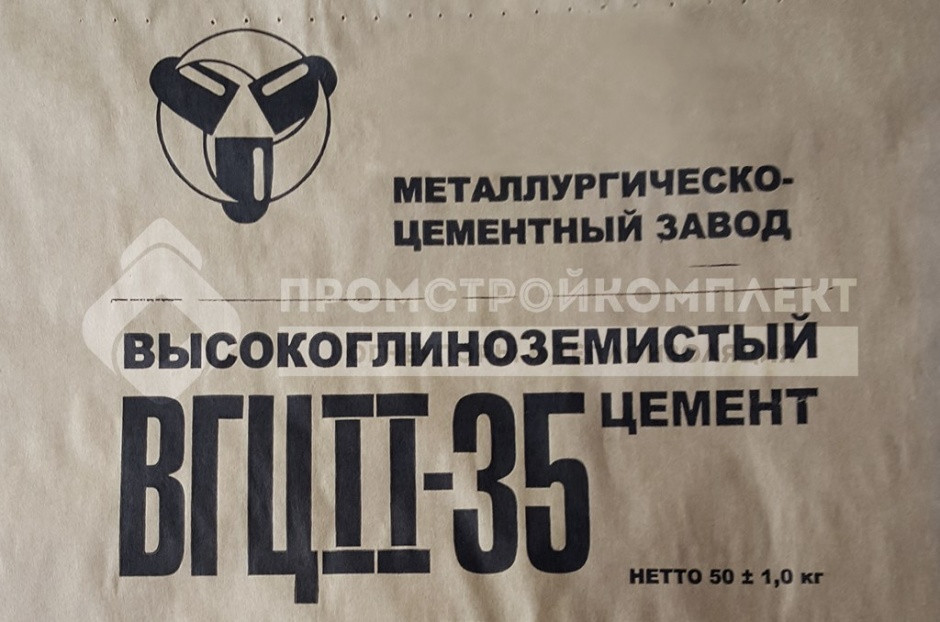 МЕТАЛЛУРГИЧЕСКО-
ЦЕМЕНТНЫЙ ЗАВОД
ПРОМСТРОЙКОМПЛЕКТ
ВЫСОКОГЛИНОЗЕМИСТЫЙ
ЦЕМЕНТ
ВГЦII-35
НЕТТО 50 ± 1,0 кг